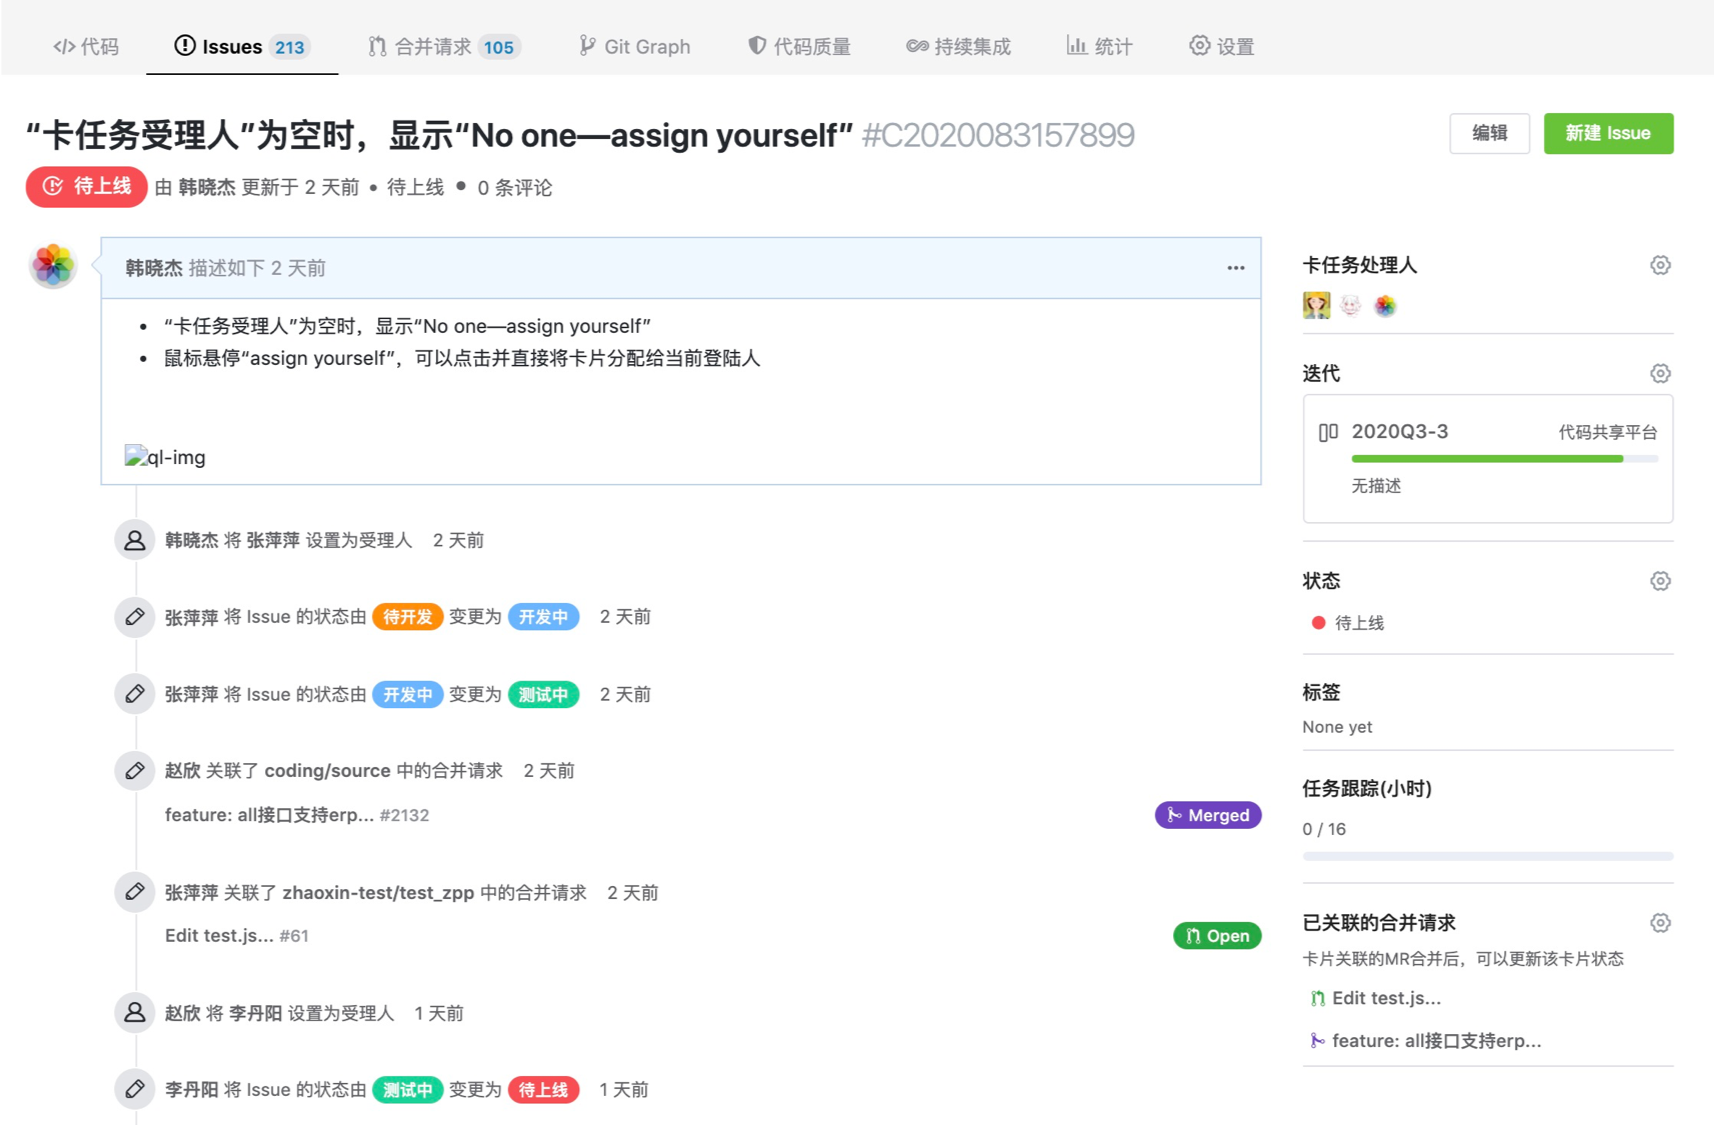 </> 代码 Issues 213 合并请求 105 Git Graph 代码质量 持续集成 统计 设置
“卡任务受理人”为空时，显示“No one—assign yourself” #C2020083157899
编辑 新建 Issue
待上线 由 韩晓杰 更新于 2 天前 • 待上线 • 0 条评论
韩晓杰 描述如下 2 天前 ...
• “卡任务受理人”为空时，显示“No one—assign yourself”
• 鼠标悬停“assign yourself”，可以点击并直接将卡片分配给当前登陆人
ql-img
韩晓杰 将 张萍萍 设置为受理人 2 天前
张萍萍 将 Issue 的状态由 待开发 变更为 开发中 2 天前
张萍萍 将 Issue 的状态由 开发中 变更为 测试中 2 天前
赵欣 关联了 coding/source 中的合并请求 2 天前
feature: all接口支持erp... #2132 Merged
张萍萍 关联了 zhaoxin-test/test_zpp 中的合并请求 2 天前
Edit test.js... #61 Open
赵欣 将 李丹阳 设置为受理人 1 天前
李丹阳 将 Issue 的状态由 测试中 变更为 待上线 1 天前
卡任务处理人
迭代
2020Q3-3 代码共享平台
无描述
状态
待上线
标签
None yet
任务跟踪(小时)
0 / 16
已关联的合并请求
卡片关联的MR合并后，可以更新该卡片状态
Edit test.js...
feature: all接口支持erp...